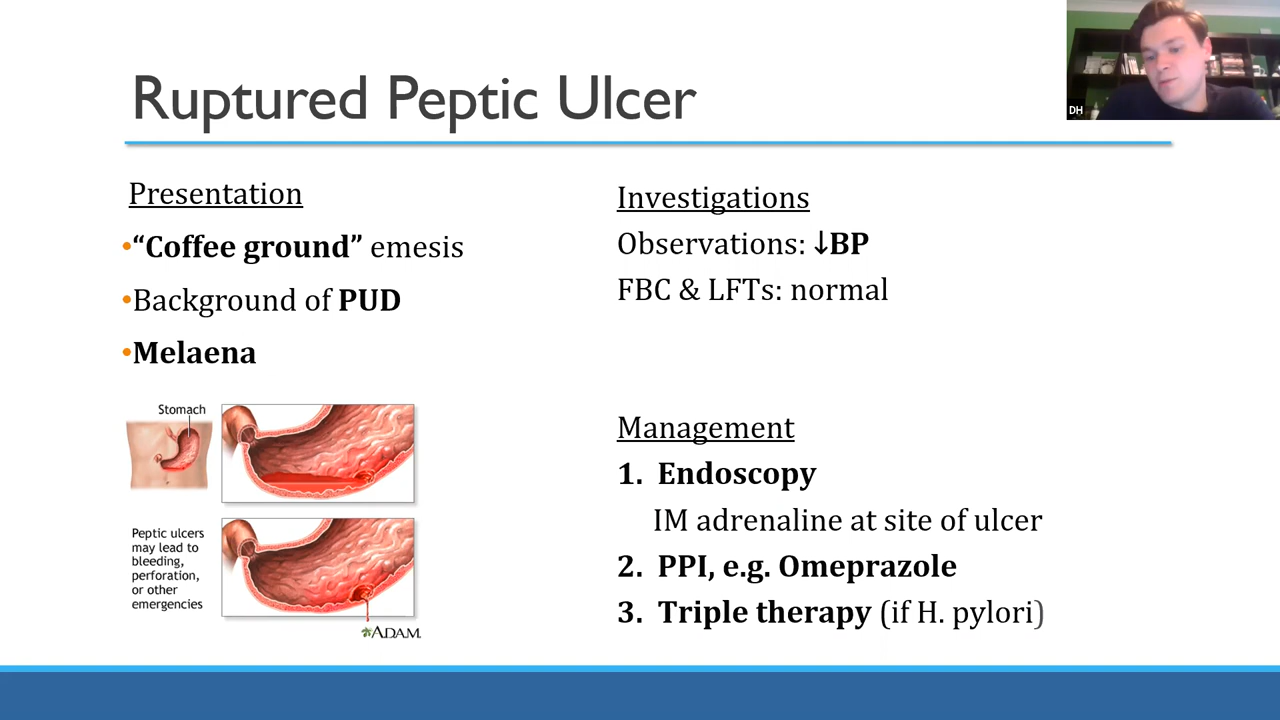 Ruptured Peptic Ulcer
DH
Presentation
•“Coffee ground” emesis
•Background of PUD
•Melaena
Stomach
Peptic ulcers
may lead to
bleeding,
perforation,
or other
emergencies
ADAM.
Investigations
Observations: ↓BP
FBC & LFTs: normal
Management
1. Endoscopy
IM adrenaline at site of ulcer
2. PPI, e.g. Omeprazole
3. Triple therapy (if H. pylori)